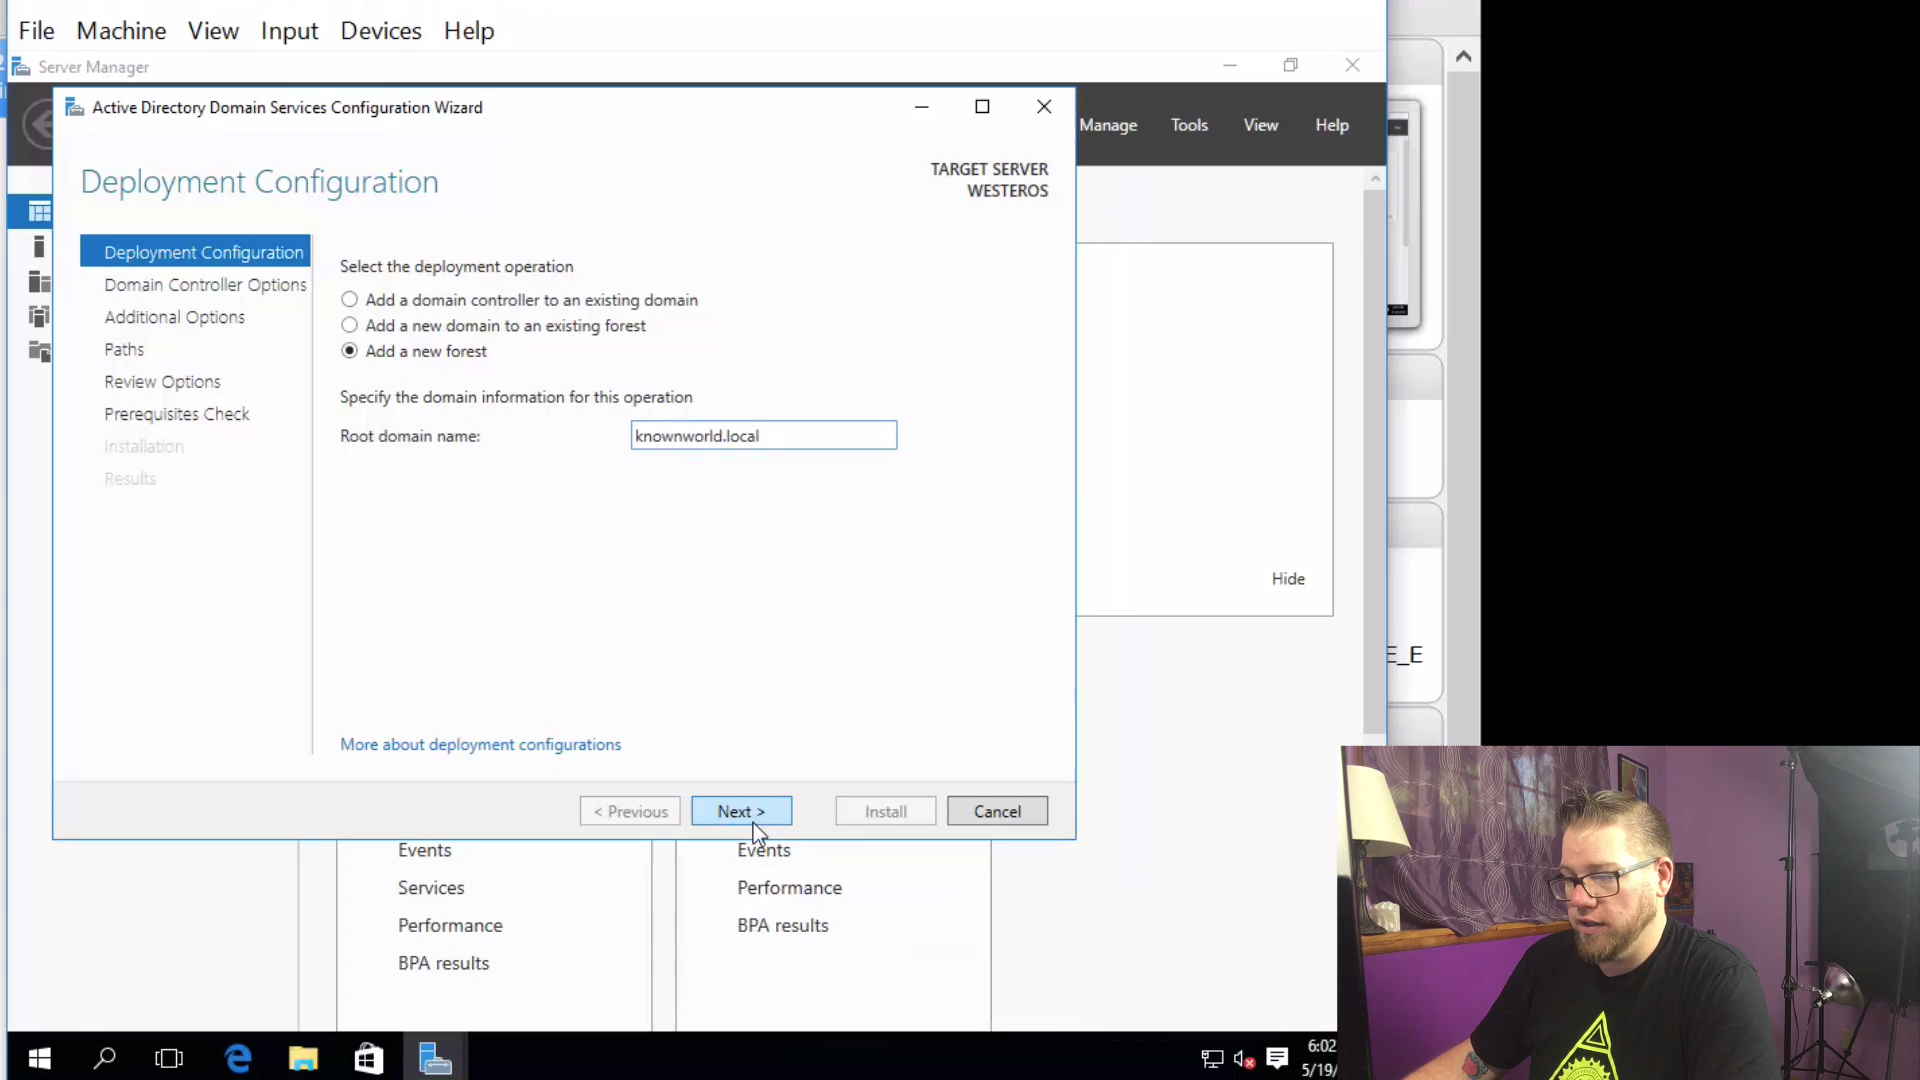 File Machine View Input Devices Help
Server Manager
Active Directory Domain Services Configuration Wizard
Manage Tools View Help
Deployment Configuration
TARGET SERVER
WESTEROS
Deployment Configuration
Domain Controller Options
Additional Options
Paths
Review Options
Prerequisites Check
Installation
Results
Select the deployment operation
Add a domain controller to an existing domain
Add a new domain to an existing forest
Add a new forest
Specify the domain information for this operation
Root domain name: knownworld.local
Hide
E_E
More about deployment configurations
< Previous Next > Install Cancel
Events
Services
Performance
BPA results
Events
Performance
BPA results
6:02
5/19/